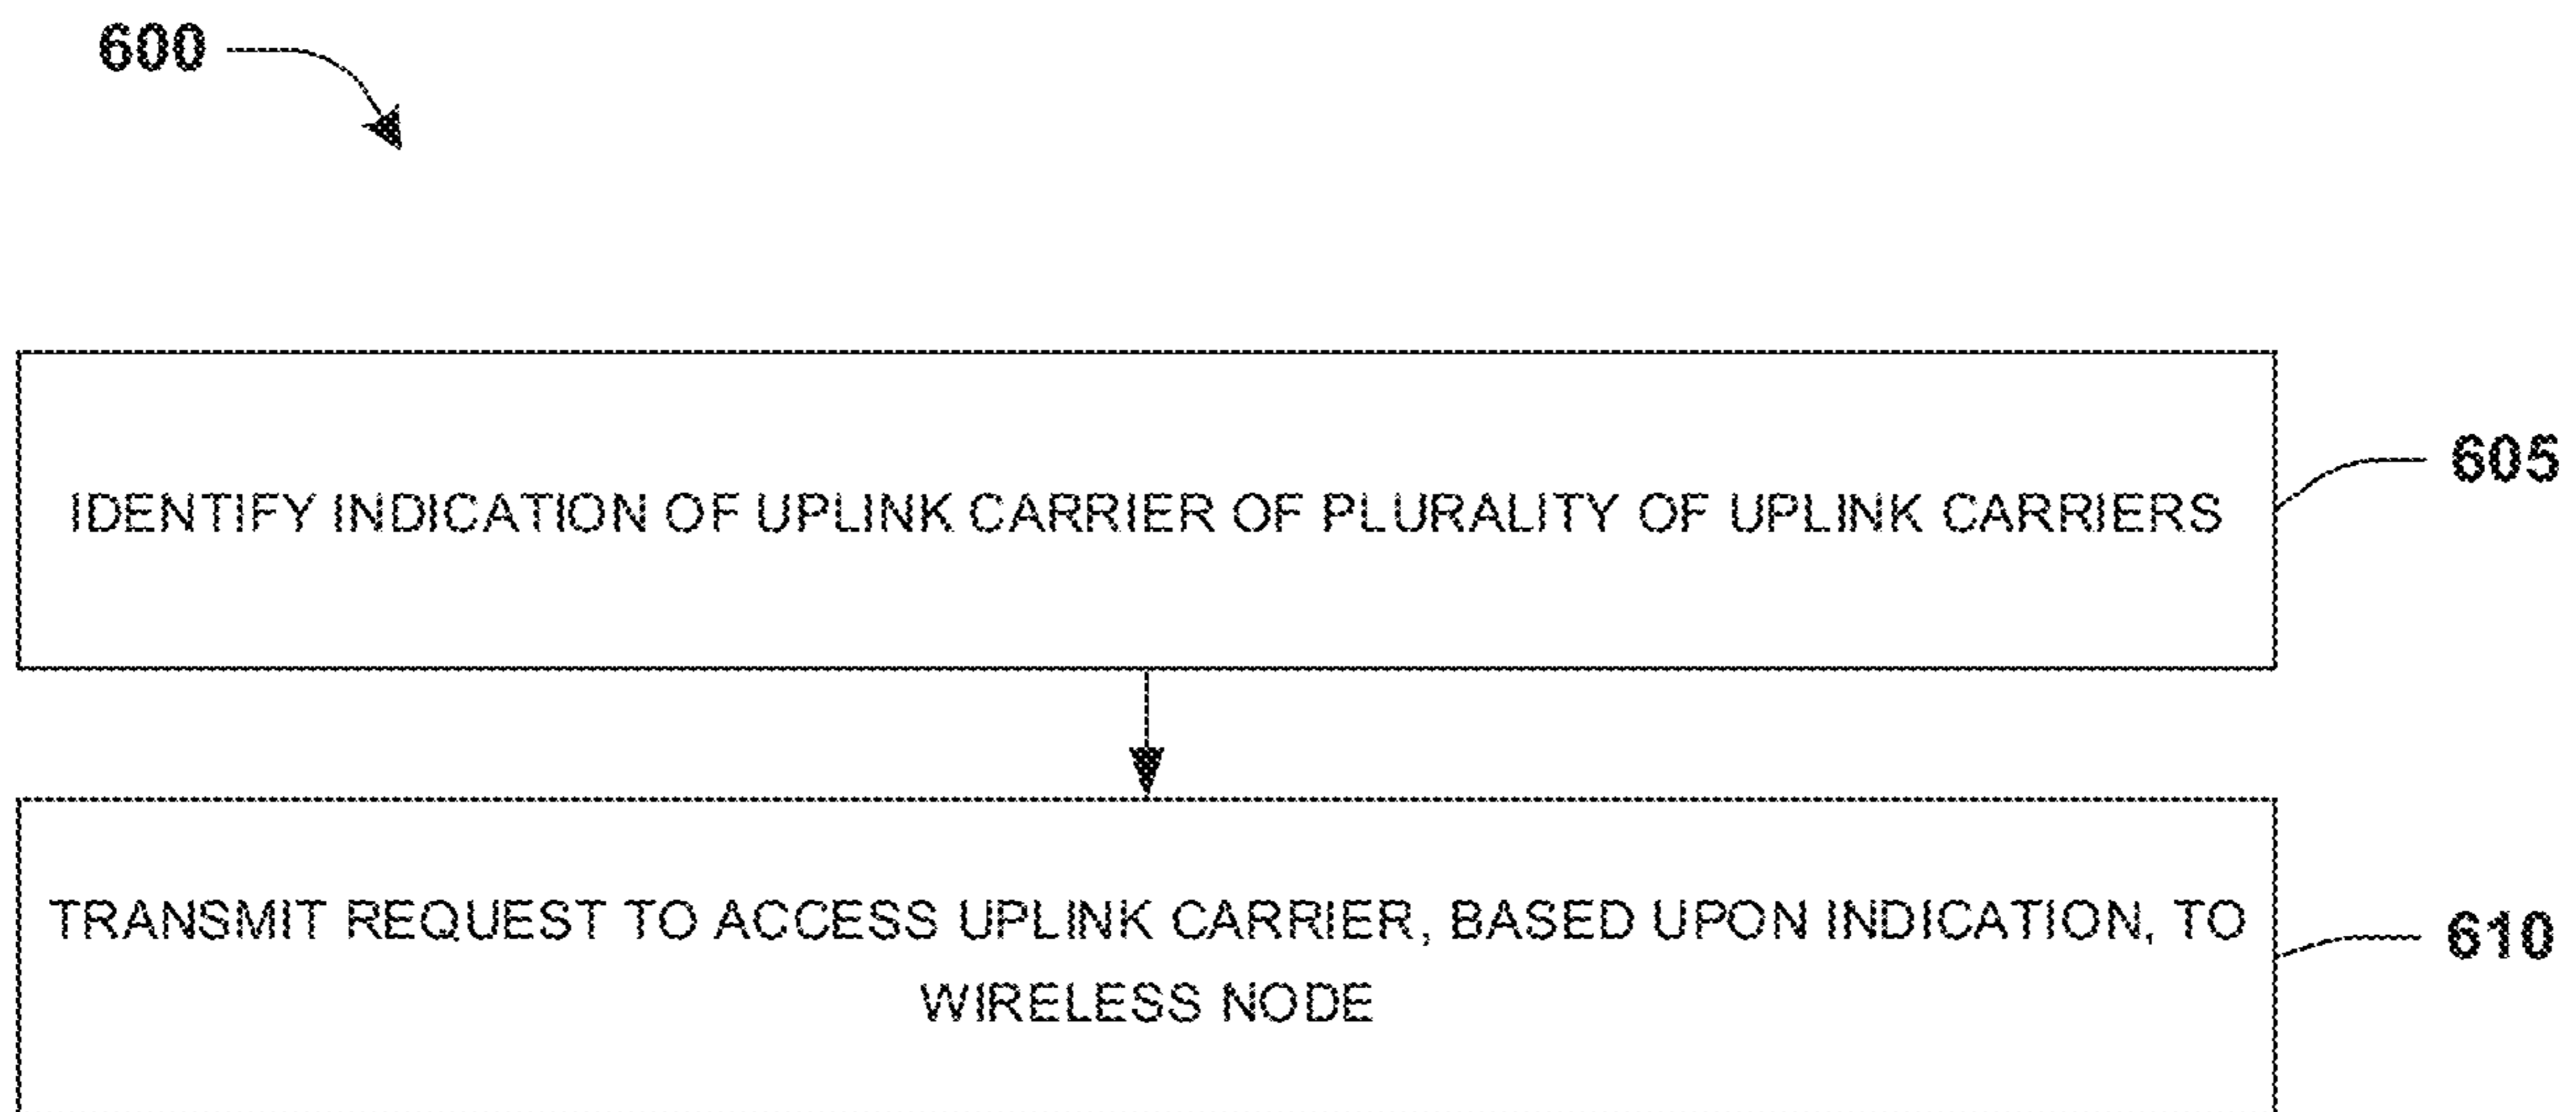 600
IDENTIFY INDICATION OF UPLINK CARRIER OF PLURALITY OF UPLINK CARRIERS
605
TRANSMIT REQUEST TO ACCESS UPLINK CARRIER, BASED UPON INDICATION, TO
WIRELESS NODE
610